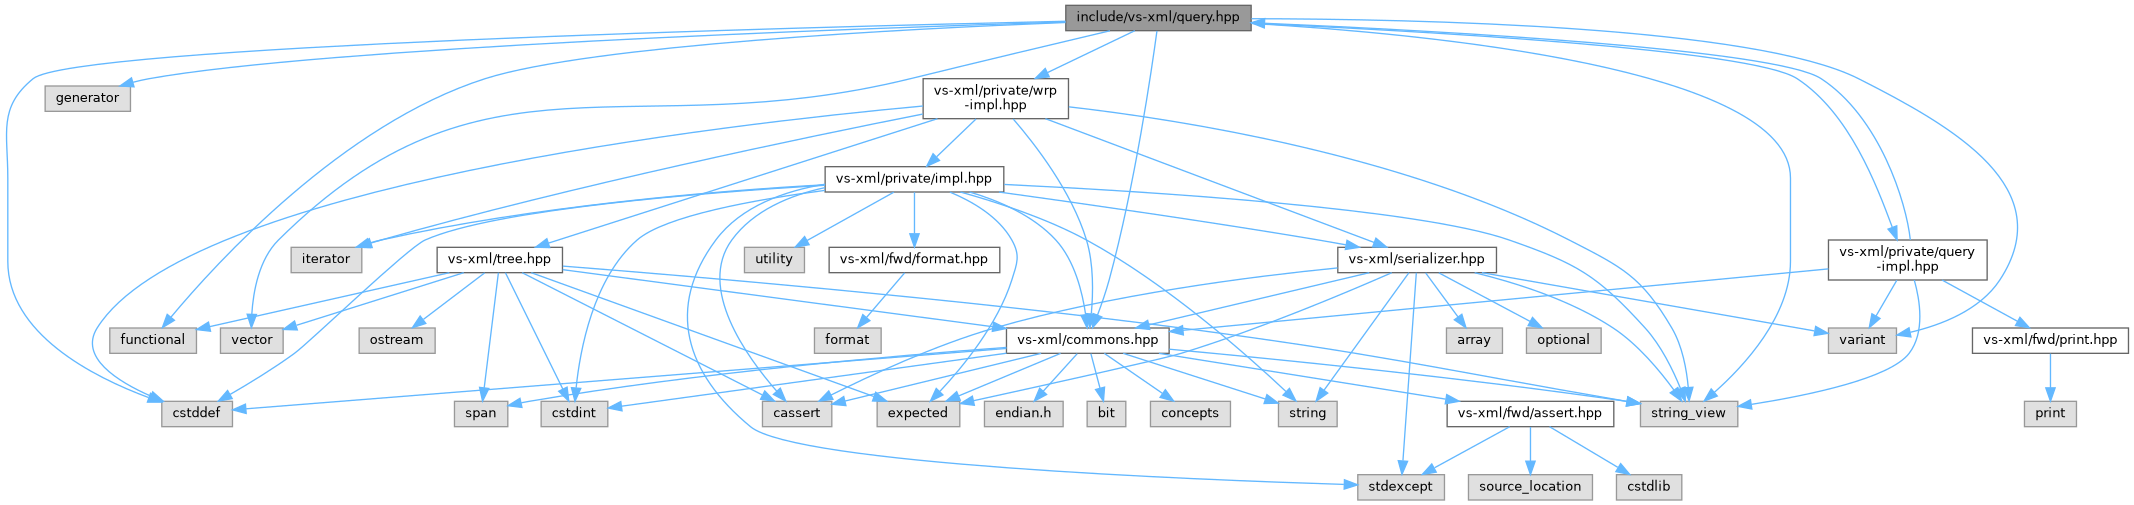 include/vs-xml/query.hpp
generator
vs-xml/private/wrp
-impl.hpp
vs-xml/private/impl.hpp
iterator
vs-xml/tree.hpp
utility
vs-xml/fwd/format.hpp
vs-xml/serializer.hpp
vs-xml/private/query
-impl.hpp
functional
vector
ostream
format
vs-xml/commons.hpp
array
optional
variant
vs-xml/fwd/print.hpp
cstddef
span
cstdint
cassert
expected
endian.h
bit
concepts
string
vs-xml/fwd/assert.hpp
string_view
print
stdexcept
source_location
cstdlib